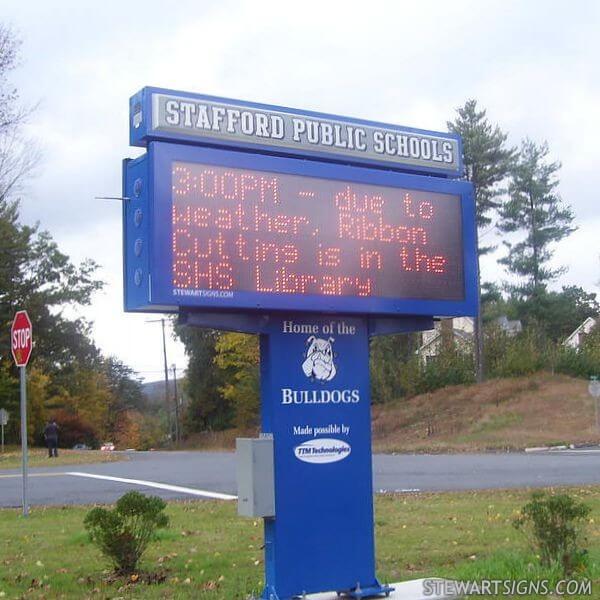 STAFFORD PUBLIC SCHOOLS
3:00PM - due to
weather, Ribbon
Cutting is in the
SHS Library
STEWARTSIGNS.COM
Home of the
BULLDOGS
Made possible by
TTM Technologies
STOP
STEWARTSIGNS.COM